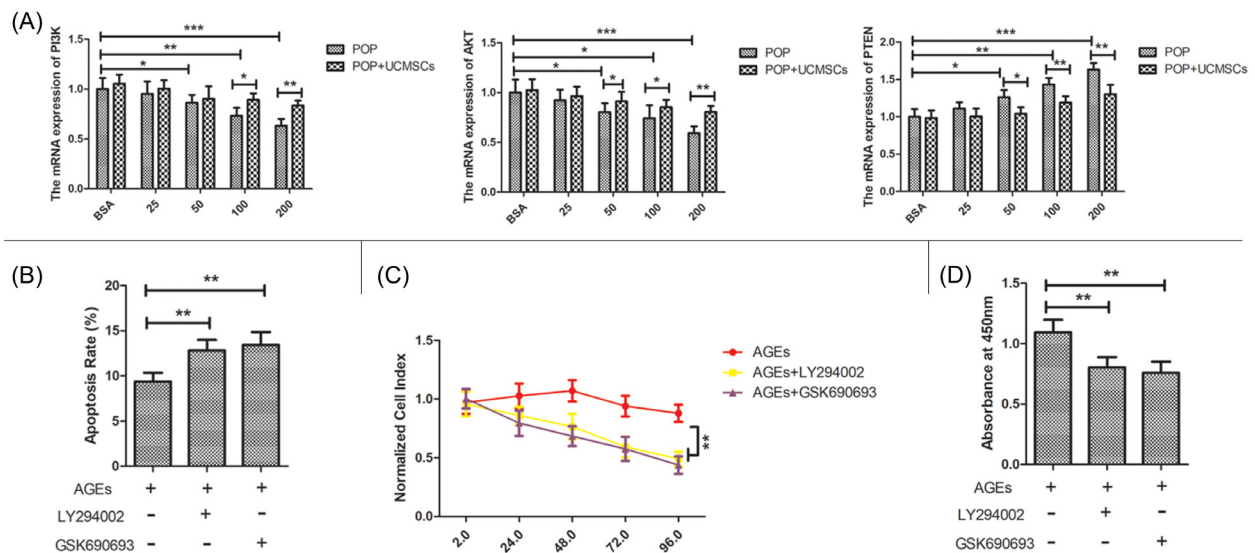 (A)
The mRNA expression of PI3K
1.5
1.0
0.5
0.0
***
**
*
*
**
POP
POP+UCMSCs
BSA
25
50
100
200
The mRNA expression of AKT
1.5
1.0
0.5
0.0
***
*
*
*
*
**
POP
POP+UCMSCs
BSA
25
50
100
200
The mRNA expression of PTEN
2.0
1.5
1.0
0.5
0.0
***
**
*
*
**
**
POP
POP+UCMSCs
BSA
25
50
100
200
(B)
Apoptosis Rate (%)
20
15
10
5
0
**
**
AGEs + + +
LY294002 - + -
GSK690693 - - +
(C)
Normalized Cell Index
1.5
1.0
0.5
0.0
AGEs
AGEs+LY294002
AGEs+GSK690693
**
2.0
24.0
48.0
72.0
96.0
(D)
Absorbance at 450nm
1.5
1.0
0.5
0.0
**
**
AGEs + + +
LY294002 - + -
GSK690693 - - +